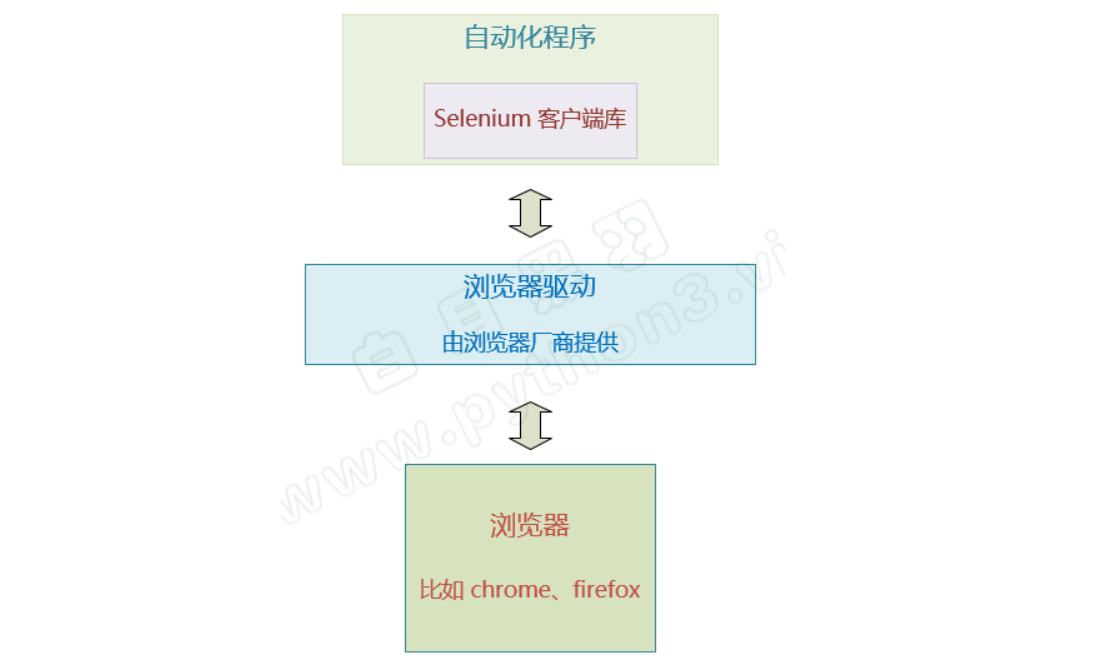 自动化程序
Selenium 客户端库
浏览器驱动
由浏览器厂商提供
浏览器
比如 chrome、firefox
白月黑羽
www.python3.vi